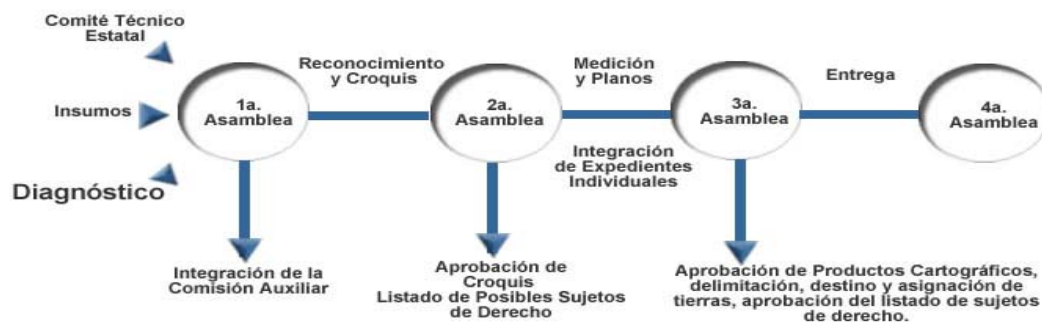 Comité Técnico
Estatal
Insumos
Diagnóstico
1a.
Asamblea
Reconocimiento
y Croquis
2a.
Asamblea
Medición
y Planos
Integración
de Expedientes
Individuales
3a.
Asamblea
Entrega
4a.
Asamblea
Integración de la
Comisión Auxiliar
Aprobación de
Croquis
Listado de Posibles Sujetos
de Derecho
Aprobación de Productos Cartográficos,
delimitación, destino y asignación de
tierras, aprobación del listado de sujetos
de derecho.